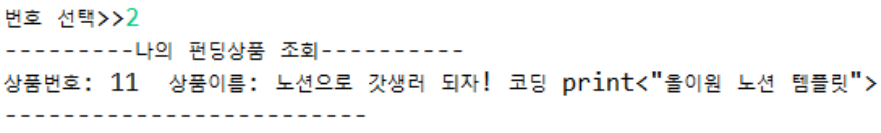 번호 선택>>2
---------나의 펀딩상품 조회----------
상품번호: 11  상품이름: 노션으로 갓생러 되자! 코딩 print<"올이원 노션 템플릿">
-------------------------